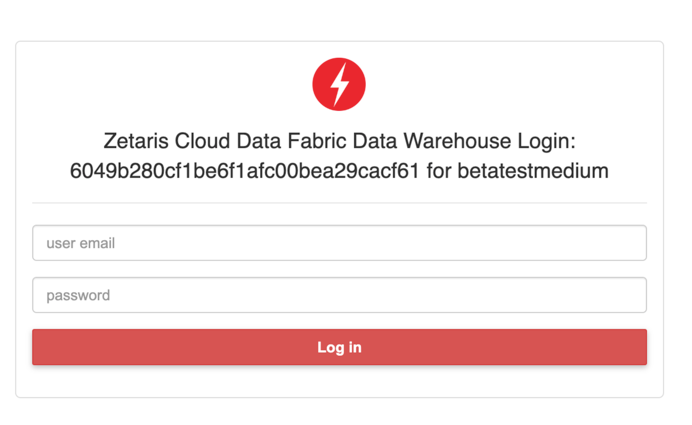 Zetaris Cloud Data Fabric Data Warehouse Login:
6049b280cf1be6f1afc00bea29cacf61 for betatestmedium
user email
password
Log in